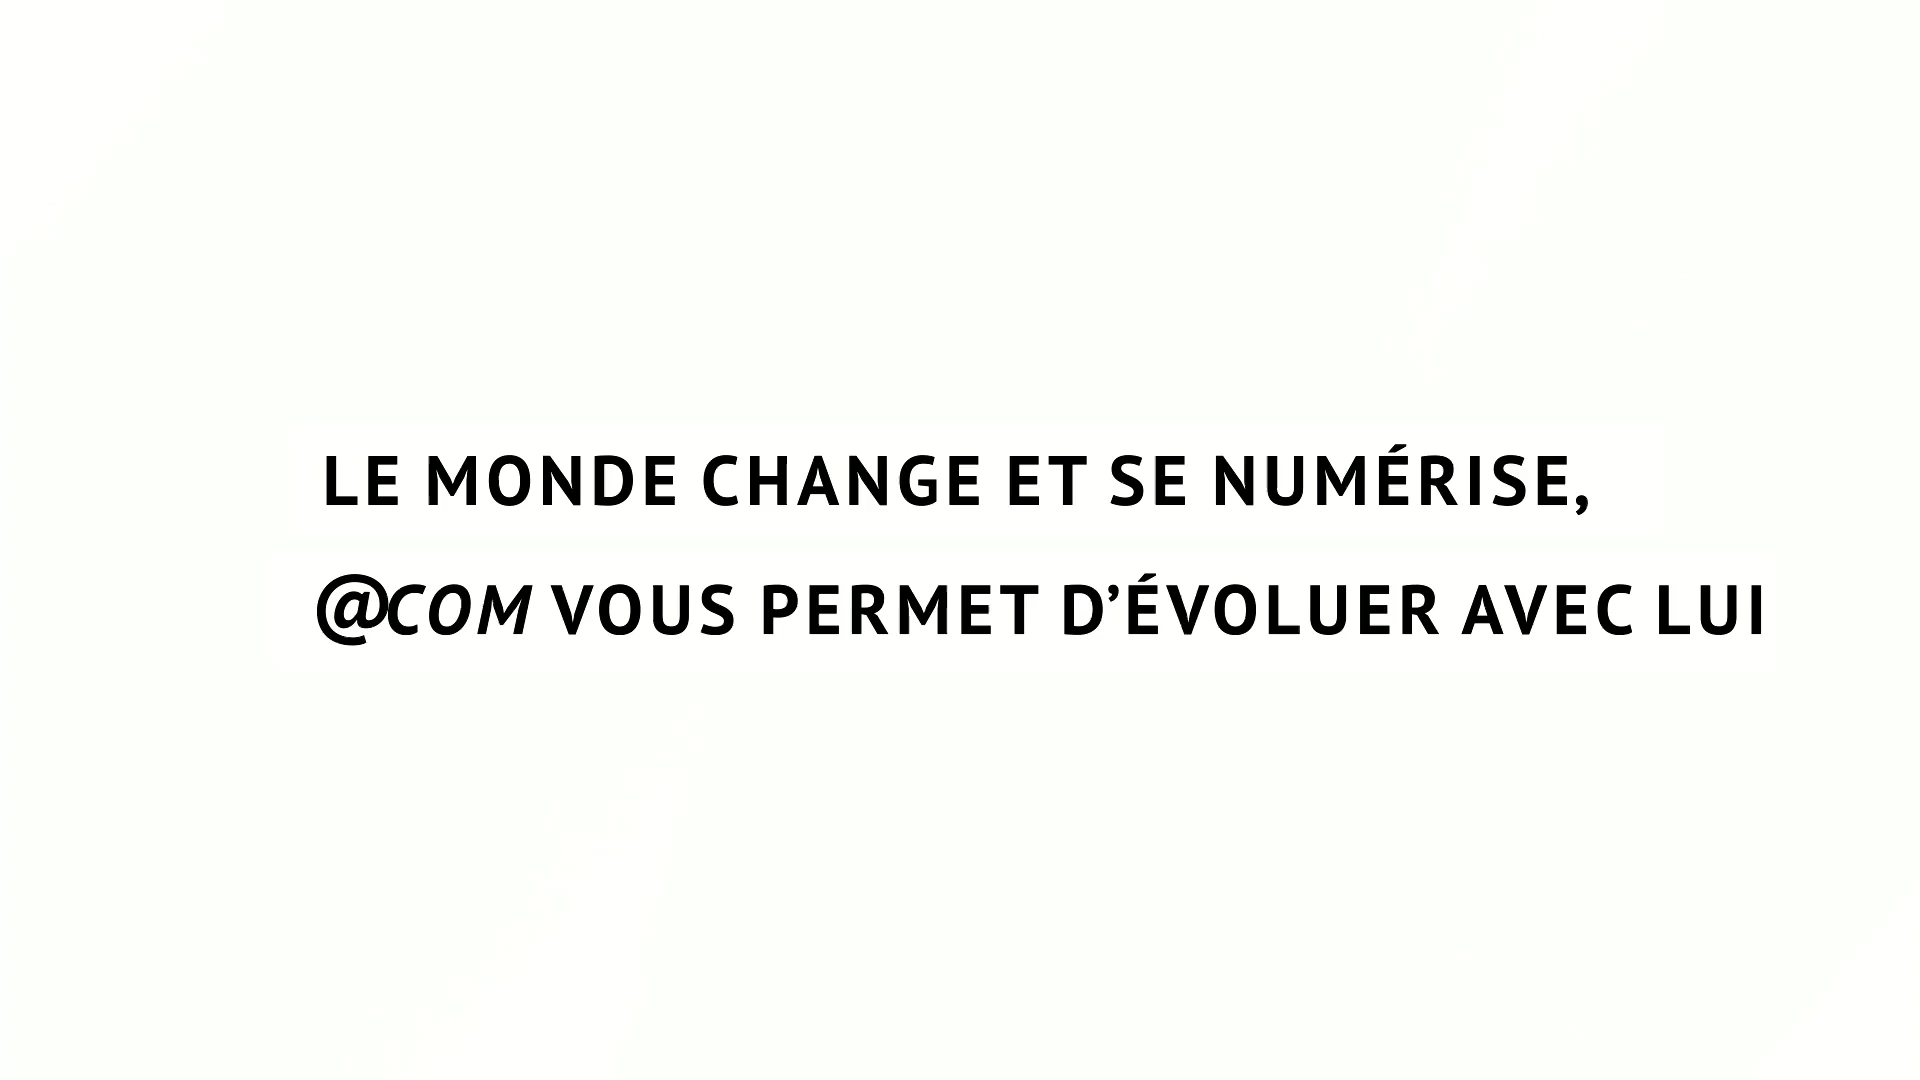 LE MONDE CHANGE ET SE NUMÉRISE,
@COM VOUS PERMET D’ÉVOLUER AVEC LUI